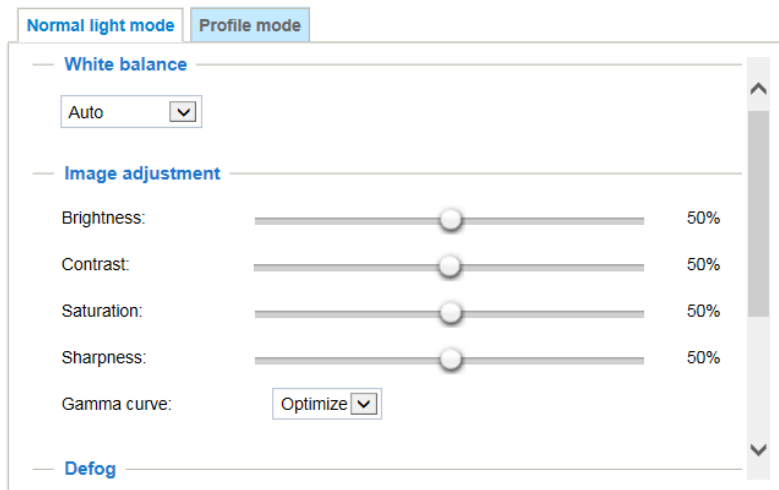 Normal light mode Profile mode
White balance
Auto
Image adjustment
Brightness: 50%
Contrast: 50%
Saturation: 50%
Sharpness: 50%
Gamma curve: Optimize
Defog